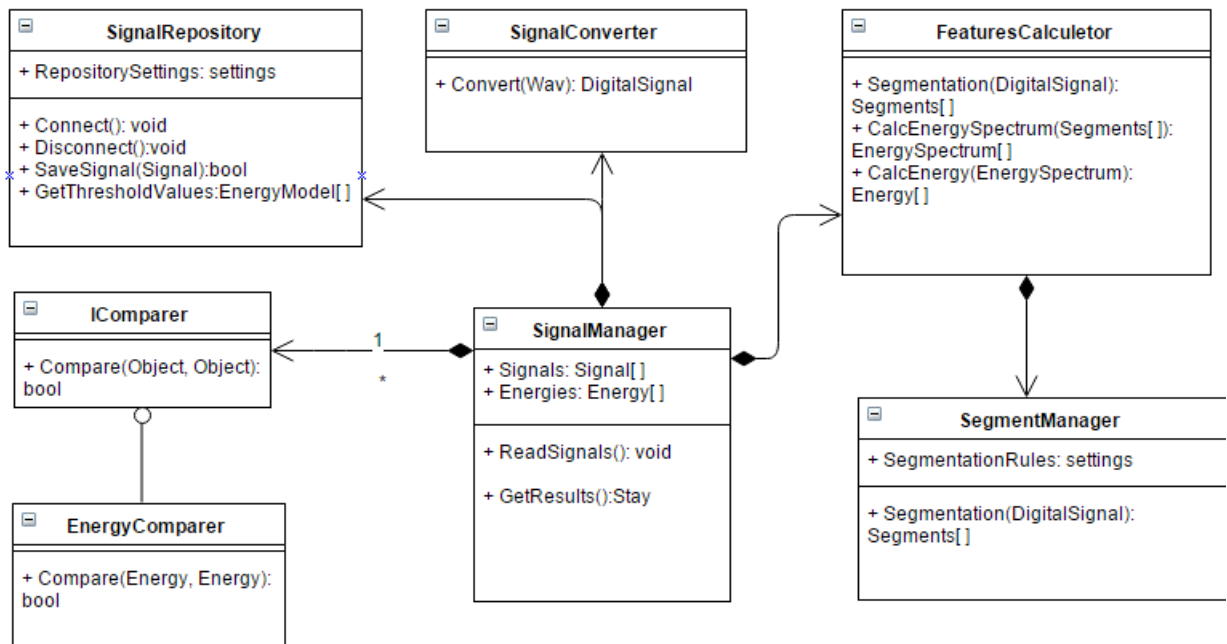 SignalRepository
+ RepositorySettings: settings
+ Connect(): void
+ Disconnect():void
+ SaveSignal(Signal):bool
+ GetThresholdValues:EnergyModel[ ]
SignalConverter
+ Convert(Wav): DigitalSignal
FeaturesCalculetor
+ Segmentation(DigitalSignal):
Segments[ ]
+ CalcEnergySpectrum(Segments[ ]):
EnergySpectrum[ ]
+ CalcEnergy(EnergySpectrum):
Energy[ ]
IComparer
+ Compare(Object, Object):
bool
1
*
SignalManager
+ Signals: Signal[ ]
+ Energies: Energy[ ]
+ ReadSignals(): void
+ GetResults():Stay
SegmentManager
+ SegmentationRules: settings
+ Segmentation(DigitalSignal):
Segments[ ]
EnergyComparer
+ Compare(Energy, Energy):
bool